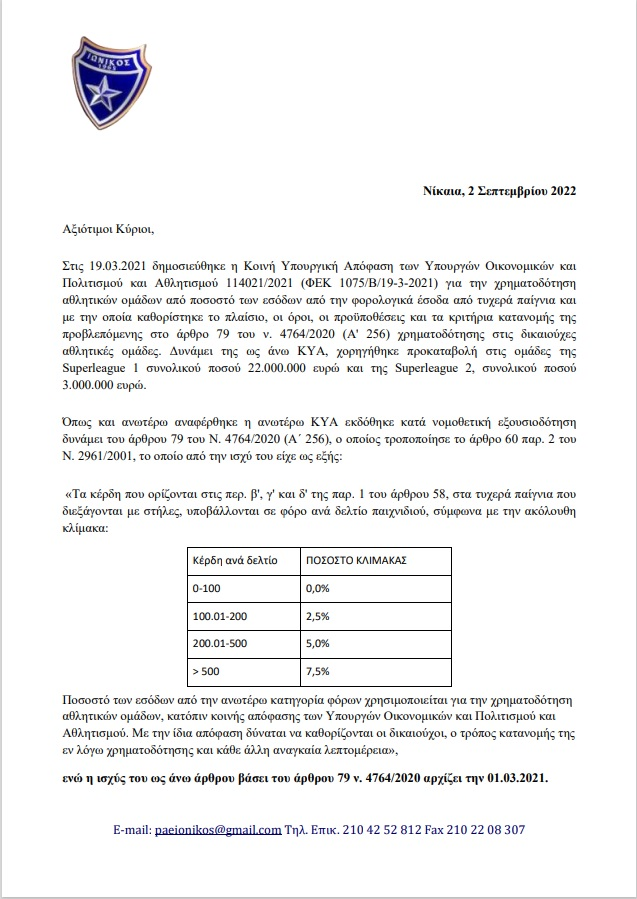 ΙΩΝΙΚΟΣ
1965
Νίκαια, 2 Σεπτεμβρίου 2022
Αξιότιμοι Κύριοι,
Στις 19.03.2021 δημοσιεύθηκε η Κοινή Υπουργική Απόφαση των Υπουργών Οικονομικών και
Πολιτισμού και Αθλητισμού 114021/2021 (ΦΕΚ 1075/Β/19-3-2021) για την χρηματοδότηση
αθλητικών ομάδων από ποσοστό των εσόδων από την φορολογικά έσοδα από τυχερά παίγνια και
με την οποία καθορίστηκε το πλαίσιο, οι όροι, οι προϋποθέσεις και τα κριτήρια κατανομής της
προβλεπόμενης στο άρθρο 79 του ν. 4764/2020 (Α' 256) χρηματοδότησης στις δικαιούχες
αθλητικές ομάδες. Δυνάμει της ως άνω ΚΥΑ, χορηγήθηκε προκαταβολή στις ομάδες της
Superleague 1 συνολικού ποσού 22.000.000 ευρώ και της Superleague 2, συνολικού ποσού
3.000.000 ευρώ.
Όπως και ανωτέρω αναφέρθηκε η ανωτέρω ΚΥΑ εκδόθηκε κατά νομοθετική εξουσιοδότηση
δυνάμει του άρθρου 79 του Ν. 4764/2020 (Α΄ 256), ο οποίος τροποποίησε το άρθρο 60 παρ. 2 του
Ν. 2961/2001, το οποίο από την ισχύ του είχε ως εξής:
«Τα κέρδη που ορίζονται στις περ. β', γ' και δ' της παρ. 1 του άρθρου 58, στα τυχερά παίγνια που
διεξάγονται με στήλες, υποβάλλονται σε φόρο ανά δελτίο παιχνιδιού, σύμφωνα με την ακόλουθη
κλίμακα:
Κέρδη ανά δελτίο ΠΟΣΟΣΤΟ ΚΛΙΜΑΚΑΣ
0-100 0,0%
100.01-200 2,5%
200.01-500 5,0%
> 500 7,5%
Ποσοστό των εσόδων από την ανωτέρω κατηγορία φόρων χρησιμοποιείται για την χρηματοδότηση
αθλητικών ομάδων, κατόπιν κοινής απόφασης των Υπουργών Οικονομικών και Πολιτισμού και
Αθλητισμού. Με την ίδια απόφαση δύναται να καθορίζονται οι δικαιούχοι, ο τρόπος κατανομής της
εν λόγω χρηματοδότησης και κάθε άλλη αναγκαία λεπτομέρεια»,
ενώ η ισχύς του ως άνω άρθρου βάσει του άρθρου 79 ν. 4764/2020 αρχίζει την 01.03.2021.
E-mail: paeionikos@gmail.com Τηλ. Επικ. 210 42 52 812 Fax 210 22 08 307